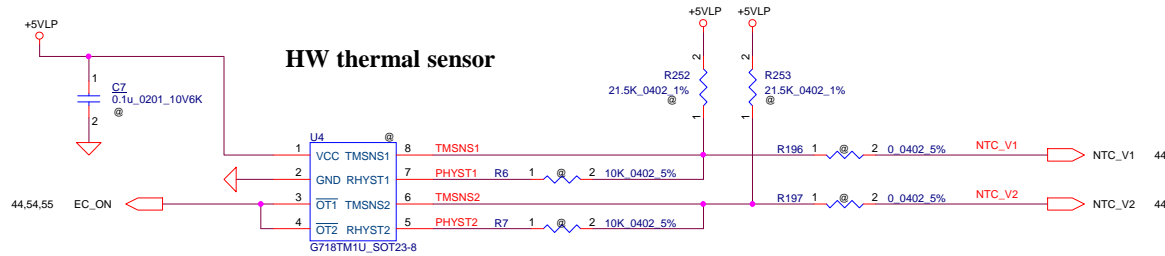 +5VLP
+5VLP
+5VLP
HW thermal sensor
1
C7
0.1u_0201_10V6K
@
2
2
R252
21.5K_0402_1%
@
1
2
R253
21.5K_0402_1%
@
1
U4
@
1 VCC TMSNS1 8 TMSNS1
R196 1 @ 2 0_0402_5% NTC_V1 NTC_V1 44
2 GND RHYST1 7 PHYST1 R6 1 @ 2 10K_0402_5%
44,54,55 EC_ON 3 OT1 TMSNS2 6 TMSNS2
R197 1 @ 2 0_0402_5% NTC_V2 NTC_V2 44
4 OT2 RHYST2 5 PHYST2 R7 1 @ 2 10K_0402_5%
G718TM1U_SOT23-8